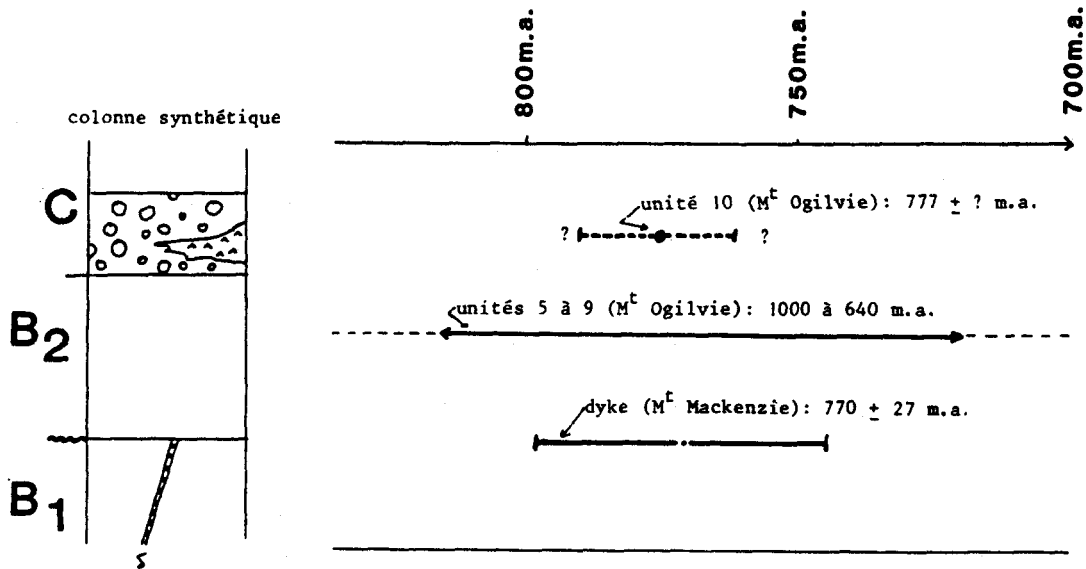 800m.a.
750m.a.
700m.a.
colonne synthétique
C
unité 10 (Mt Ogilvie): 777 ± ? m.a.
? ?
B2
unités 5 à 9 (Mt Ogilvie): 1000 à 640 m.a.
dyke (Mt Mackenzie): 770 ± 27 m.a.
B1